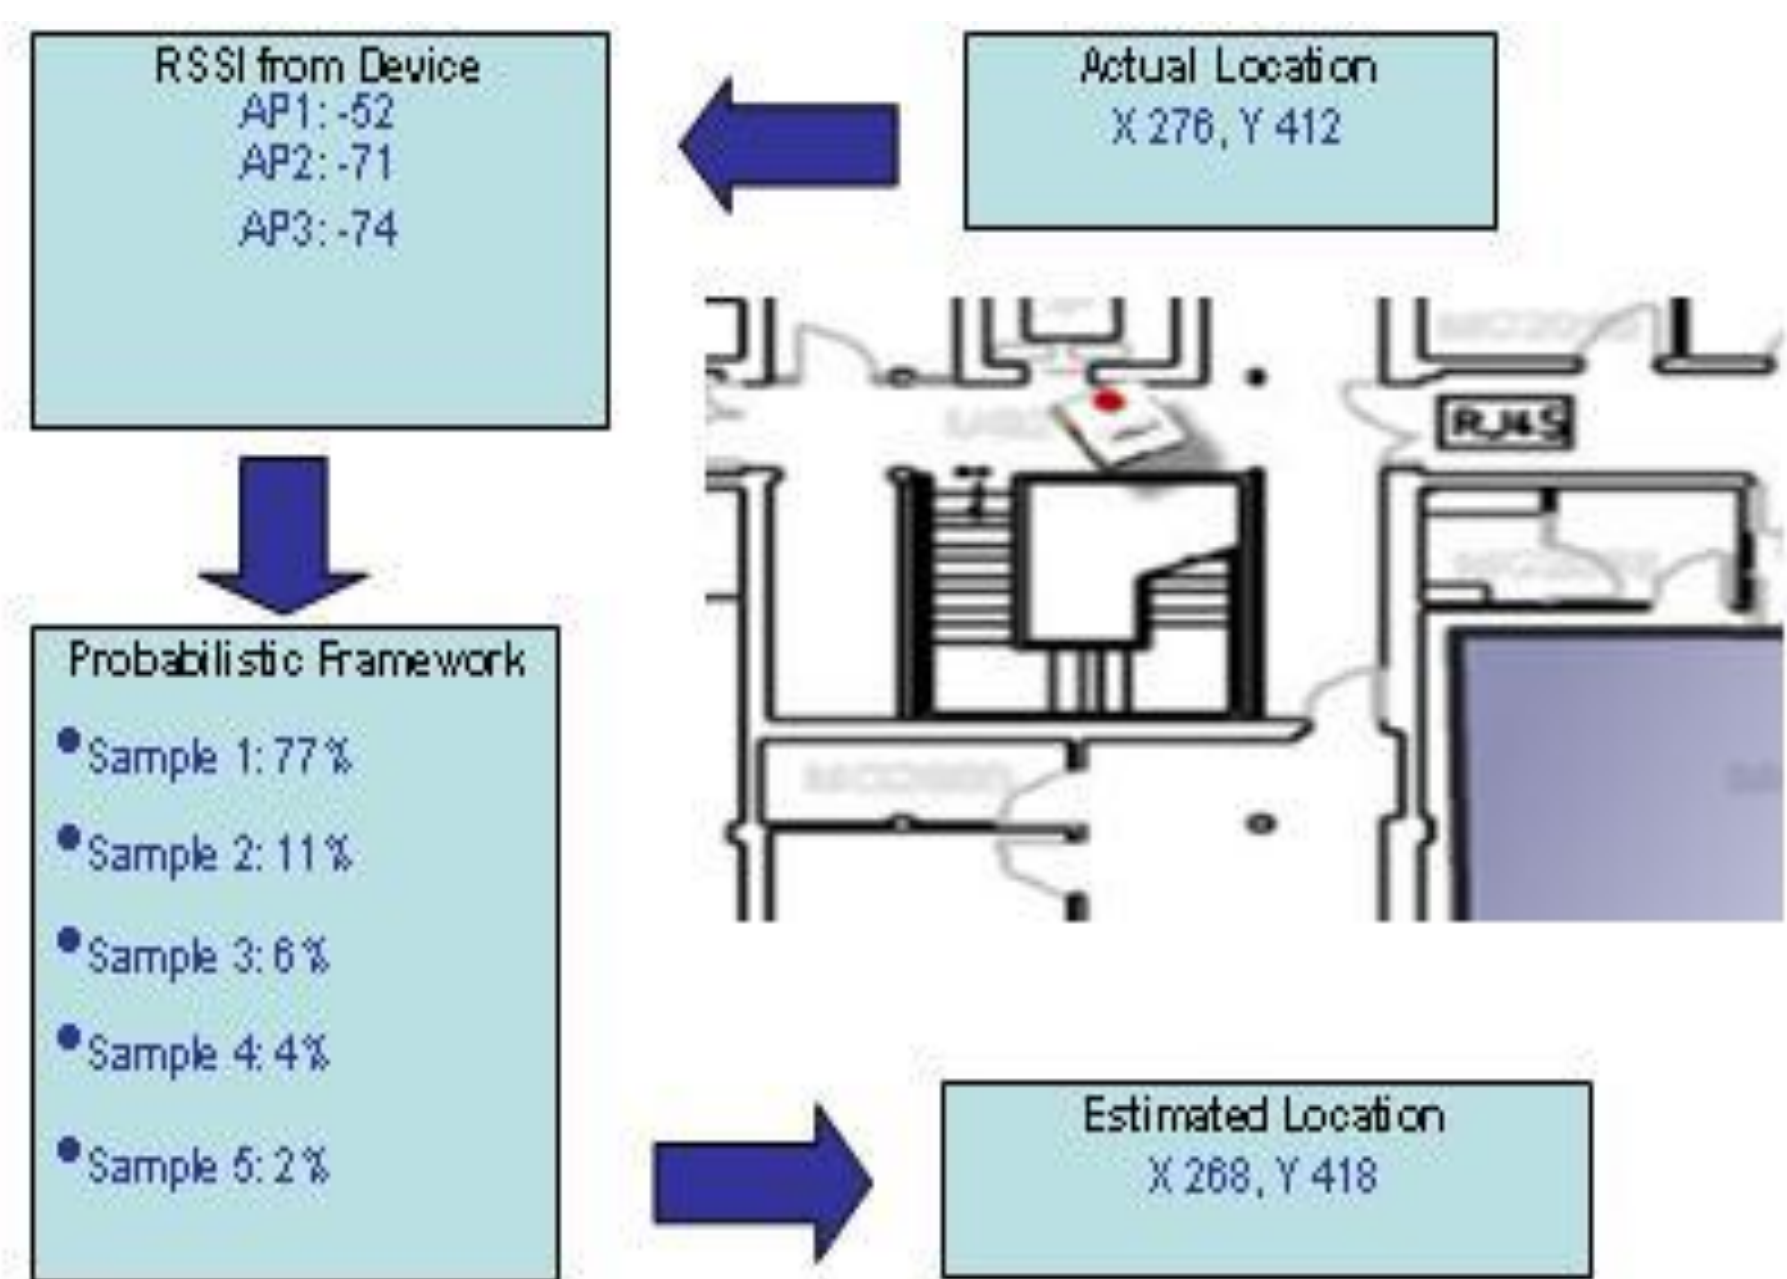 RSSI from Device
AP1: -52
AP2: -71
AP3: -74
Actual Location
X 276, Y 412
RJ45
Probabilistic Framework
•Sample 1: 77%
•Sample 2: 11%
•Sample 3: 6%
•Sample 4: 4%
•Sample 5: 2%
Estimated Location
X 268, Y 418